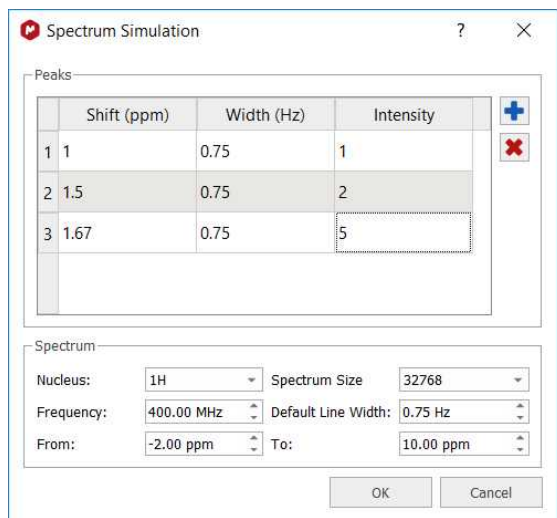 Spectrum Simulation ?
Peaks
Shift (ppm) Width (Hz) Intensity
1 1 0.75 1
2 1.5 0.75 2
3 1.67 0.75 5
Spectrum
Nucleus: 1H Spectrum Size 32768
Frequency: 400.00 MHz Default Line Width: 0.75 Hz
From: -2.00 ppm To: 10.00 ppm
OK Cancel